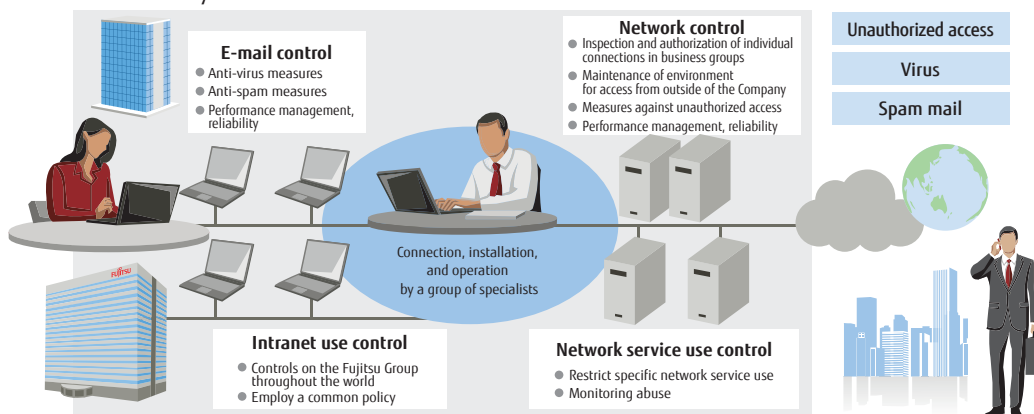 E-mail control
Anti-virus measures
Anti-spam measures
Performance management,
reliability
Network control
Inspection and authorization of individual
connections in business groups
Maintenance of environment
for access from outside of the Company
Measures against unauthorized access
Performance management, reliability
Unauthorized access
Virus
Spam mail
Connection, installation,
and operation
by a group of specialists
FUJITSU
Intranet use control
Controls on the Fujitsu Group
throughout the world
Employ a common policy
Network service use control
Restrict specific network service use
Monitoring abuse